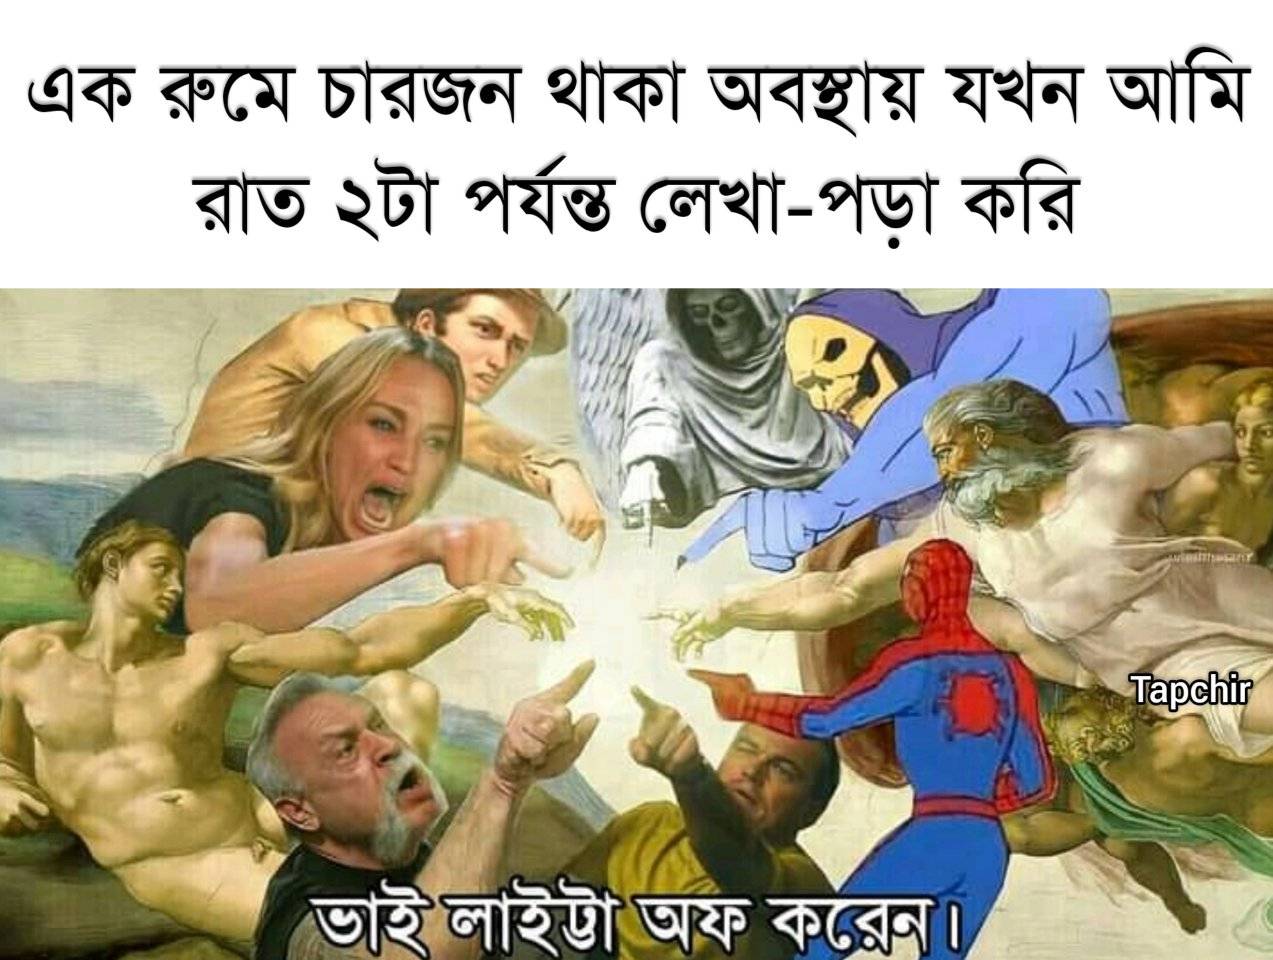 এক রুমে চারজন থাকা অবস্থায় যখন আমি
রাত ২টা পর্যন্ত লেখা-পড়া করি
Tapchir
ভাই লাইট্টা অফ করেন।